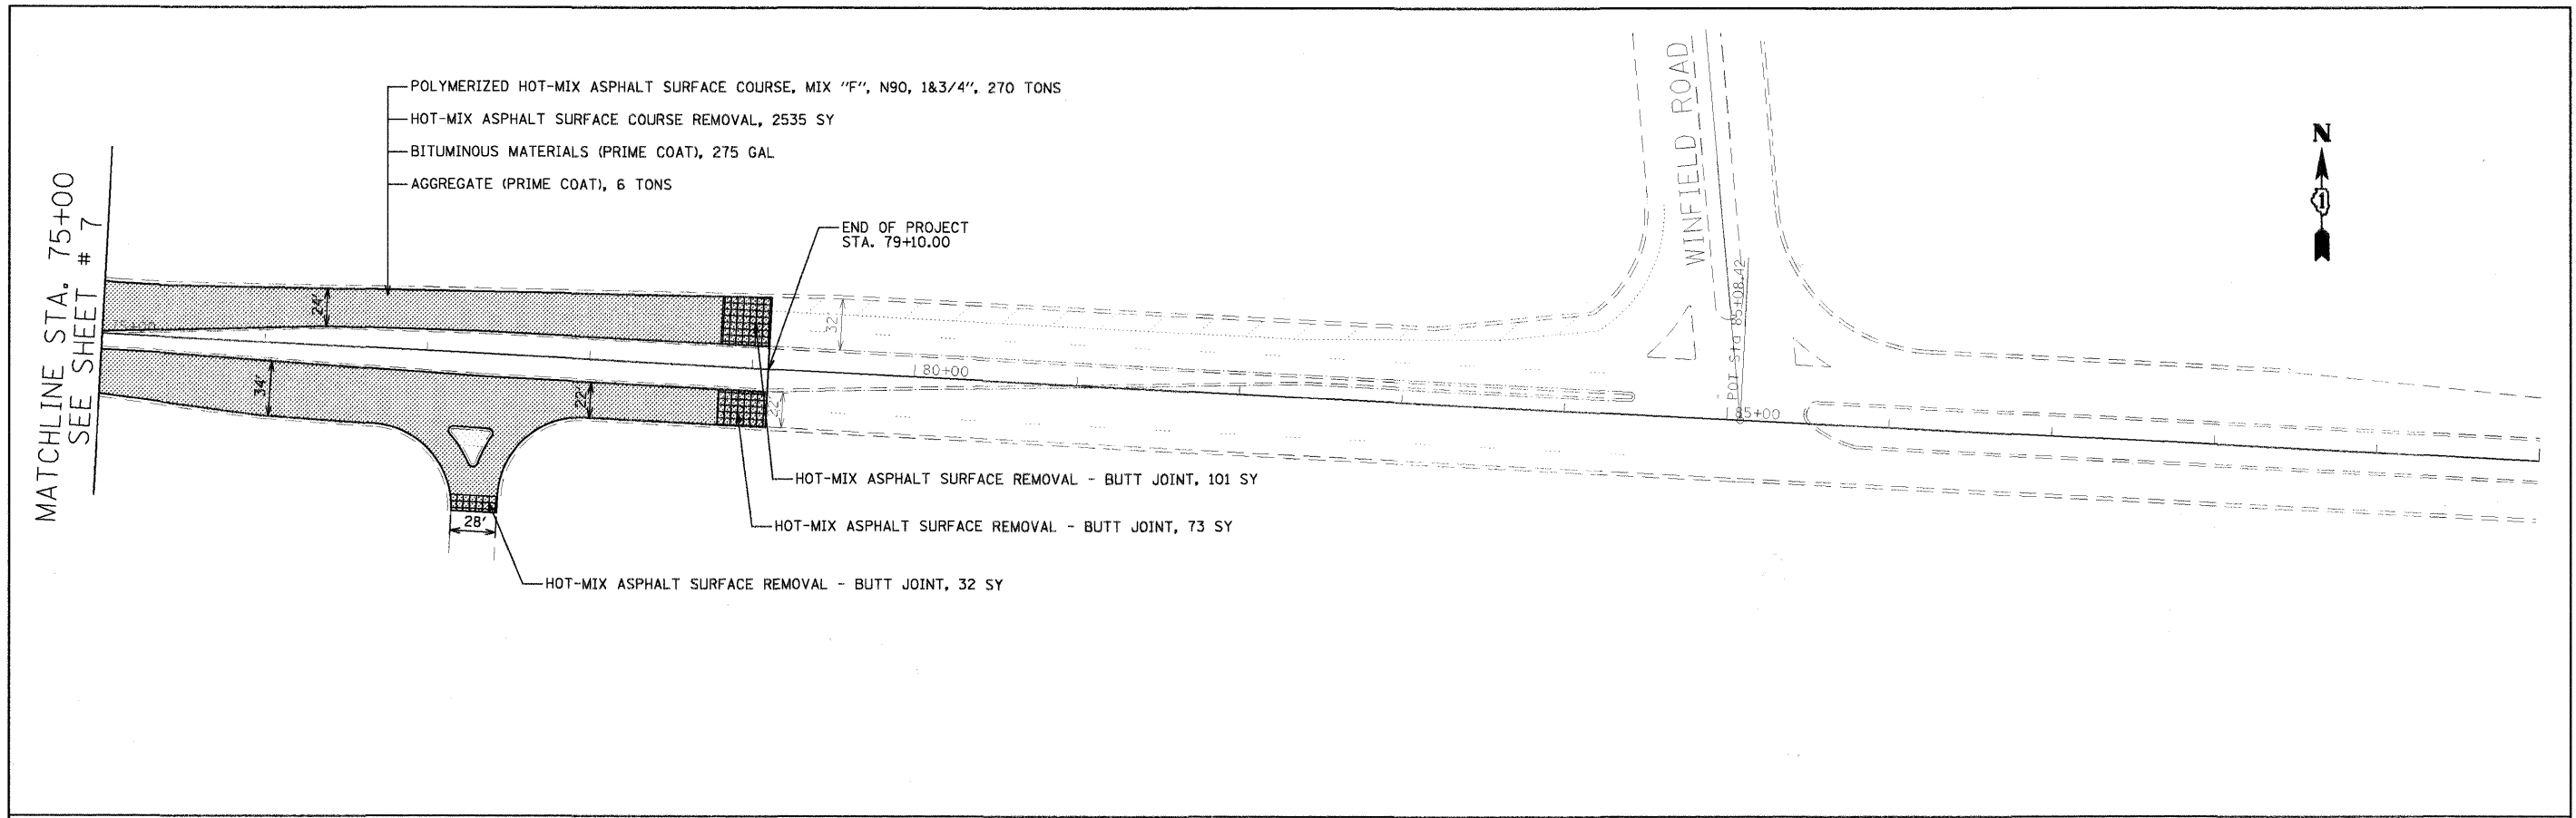 POLYMERIZED HOT-MIX ASPHALT SURFACE COURSE, MIX "F", N90, 1&3/4", 270 TONS
HOT-MIX ASPHALT SURFACE COURSE REMOVAL, 2535 SY
BITUMINOUS MATERIALS (PRIME COAT), 275 GAL
AGGREGATE (PRIME COAT), 6 TONS
MATCHLINE STA. 75+00
SEE SHEET # 7
END OF PROJECT
STA. 79+10.00
WINFIELD ROAD
N
1
24'
32'
34'
22'
22'
80+00
POT Sta 85+08.42
85+00
HOT-MIX ASPHALT SURFACE REMOVAL - BUTT JOINT, 101 SY
HOT-MIX ASPHALT SURFACE REMOVAL - BUTT JOINT, 73 SY
28'
HOT-MIX ASPHALT SURFACE REMOVAL - BUTT JOINT, 32 SY